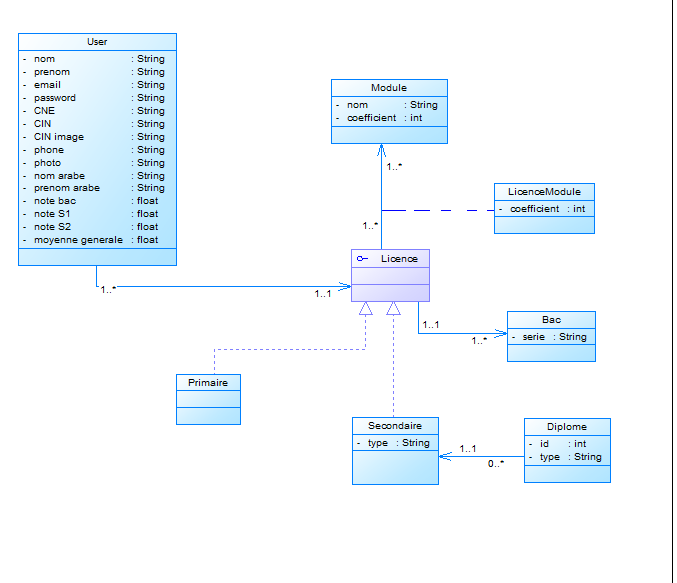 User
- nom : String
- prenom : String
- email : String
- password : String
- CNE : String
- CIN : String
- CIN image : String
- phone : String
- photo : String
- nom arabe : String
- prenom arabe : String
- note bac : float
- note S1 : float
- note S2 : float
- moyenne generale : float
Module
- nom : String
- coefficient : int
1..*
LicenceModule
- coefficient : int
1..*
Licence
1..*
1..1
Bac
- serie : String
1..1
1..*
Primaire
Secondaire
- type : String
Diplome
- id : int
- type : String
1..1
0..*